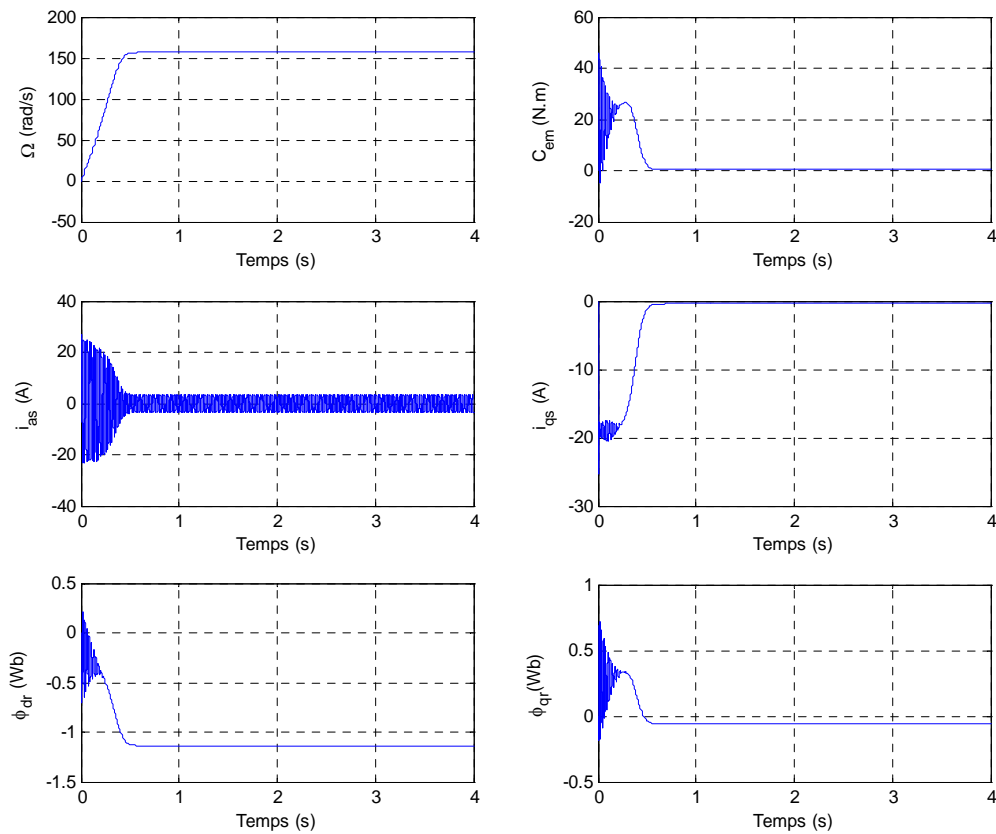 200
150
100
50
0
-50
Ω (rad/s)
0 1 2 3 4
Temps (s)
60
40
20
0
-20
C_em (N.m)
0 1 2 3 4
Temps (s)
40
20
0
-20
-40
i_as (A)
0 1 2 3 4
Temps (s)
0
-10
-20
-30
i_qs (A)
0 1 2 3 4
Temps (s)
0.5
0
-0.5
-1
-1.5
ϕ_dr (Wb)
0 1 2 3 4
Temps (s)
1
0.5
0
-0.5
ϕ_qr(Wb)
0 1 2 3 4
Temps (s)